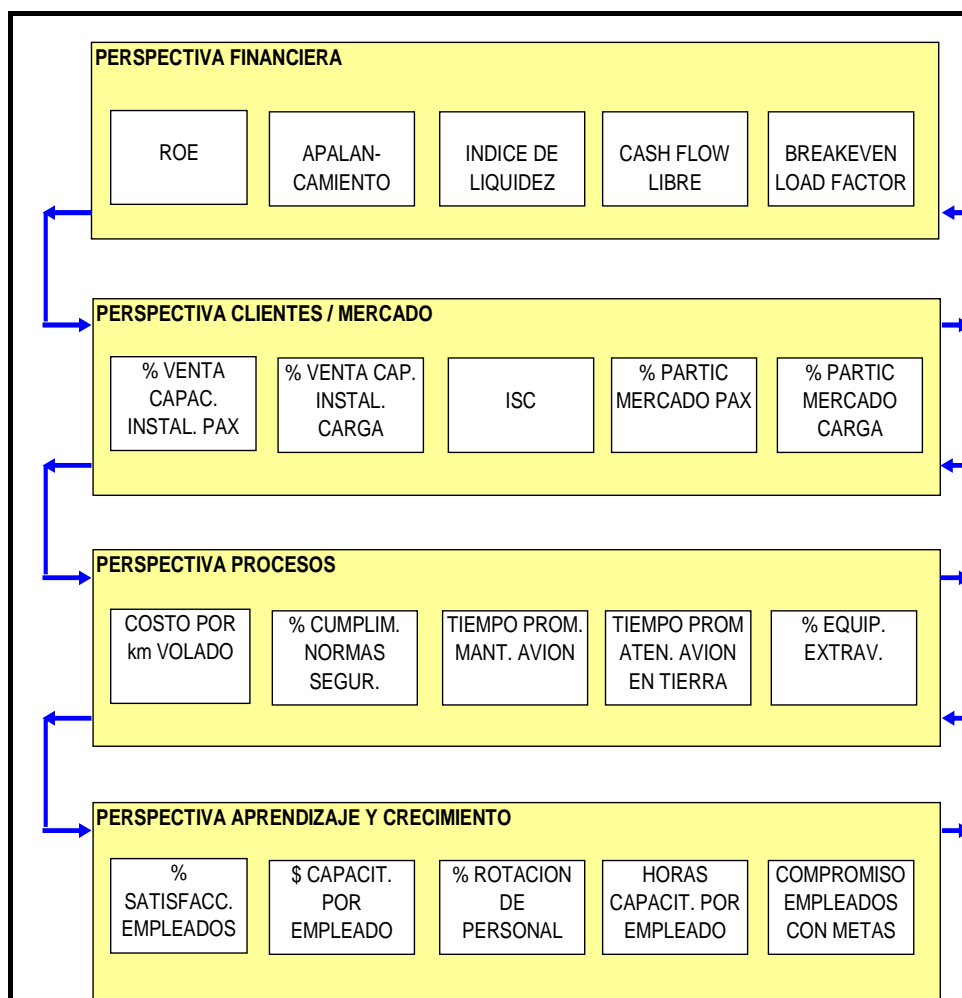 PERSPECTIVA FINANCIERA
ROE
APALAN-
CAMIENTO
INDICE DE
LIQUIDEZ
CASH FLOW
LIBRE
BREAKEVEN
LOAD FACTOR
PERSPECTIVA CLIENTES / MERCADO
% VENTA
CAPAC.
INSTAL. PAX
% VENTA CAP.
INSTAL.
CARGA
ISC
% PARTIC
MERCADO PAX
% PARTIC
MERCADO
CARGA
PERSPECTIVA PROCESOS
COSTO POR
km VOLADO
% CUMPLIM.
NORMAS
SEGUR.
TIEMPO PROM.
MANT. AVION
TIEMPO PROM
ATEN. AVION
EN TIERRA
% EQUIP.
EXTRAV.
PERSPECTIVA APRENDIZAJE Y CRECIMIENTO
%
SATISFACC.
EMPLEADOS
$ CAPACIT.
POR
EMPLEADO
% ROTACION
DE
PERSONAL
HORAS
CAPACIT. POR
EMPLEADO
COMPROMISO
EMPLEADOS
CON METAS